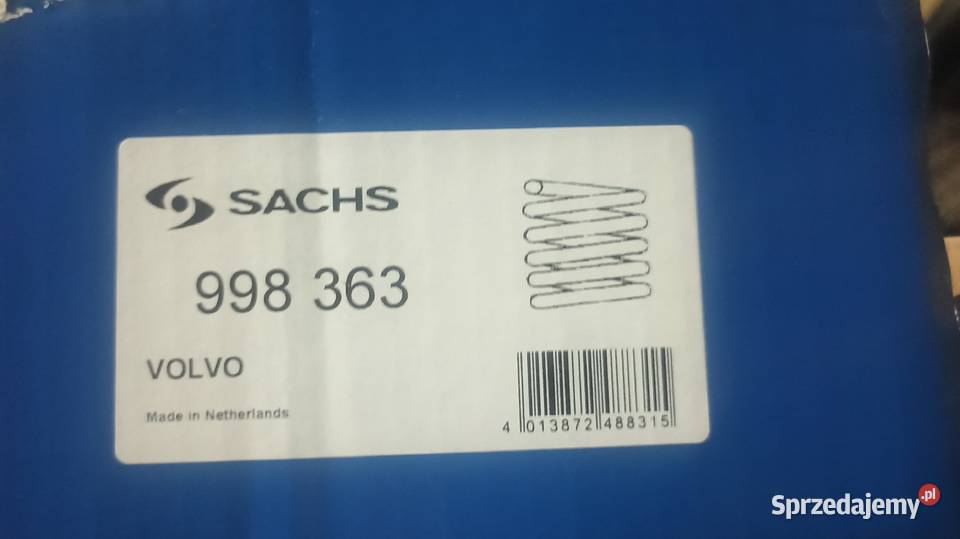 SACHS
998 363
VOLVO
Made in Netherlands
4 013872 488315
Sprzedajemy.pl